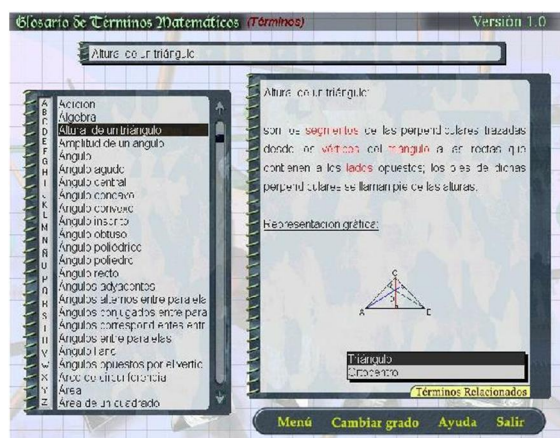 Glosario de Términos Matemáticos (Términos)
Versión 1.0
Altura de un triángulo
A
B
C
D
E
F
G
H
I
J
K
L
M
N
Ñ
O
P
Q
R
S
T
U
V
W
X
Y
Z
Adición
Álgebra
Altura de un triángulo
Amplitud de un ángulo
Ángulo
Ángulo agudo
Ángulo central
Ángulo cóncavo
Ángulo convexo
Ángulo inscrito
Ángulo obtuso
Ángulo poliédrico
Ángulo poliedro
Ángulo recto
Ángulos adyacentes
Ángulos alternos entre parale
Ángulos conjugados entre para
Ángulos correspondientes entr
Ángulos entre paralelas
Ángulo llano
Ángulos opuestos por el vértic
Arco de circunferencia
Área
Área de un cuadrado
Altura de un triángulo:
son los segmentos de las perpendiculares trazadas
desde los vértices del triángulo a las rectas que
contienen a los lados opuestos; los pies de dichas
perpendiculares se llaman pie de las alturas.
Representación gráfica:
C
A
B
Triángulo
Ortocentro
Términos Relacionados
Menú Cambiar grado Ayuda Salir